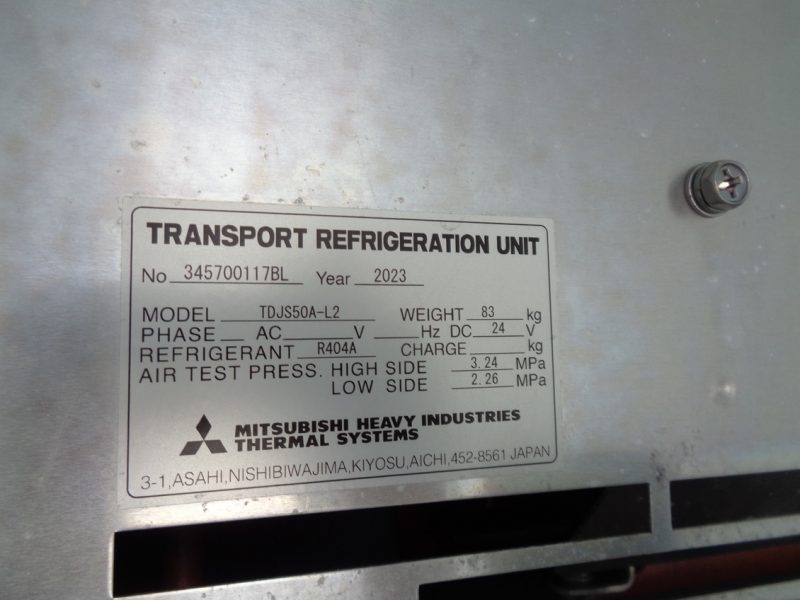 TRANSPORT REFRIGERATION UNIT
No 345700117BL Year 2023
MODEL TDJS50A-L2 WEIGHT 83 kg
PHASE AC V Hz DC 24 V
REFRIGERANT R404A CHARGE kg
AIR TEST PRESS. HIGH SIDE 3.24 MPa
LOW SIDE 2.26 MPa
MITSUBISHI HEAVY INDUSTRIES
THERMAL SYSTEMS
3-1,ASAHI,NISHIBIWAJIMA,KIYOSU,AICHI,452-8561 JAPAN